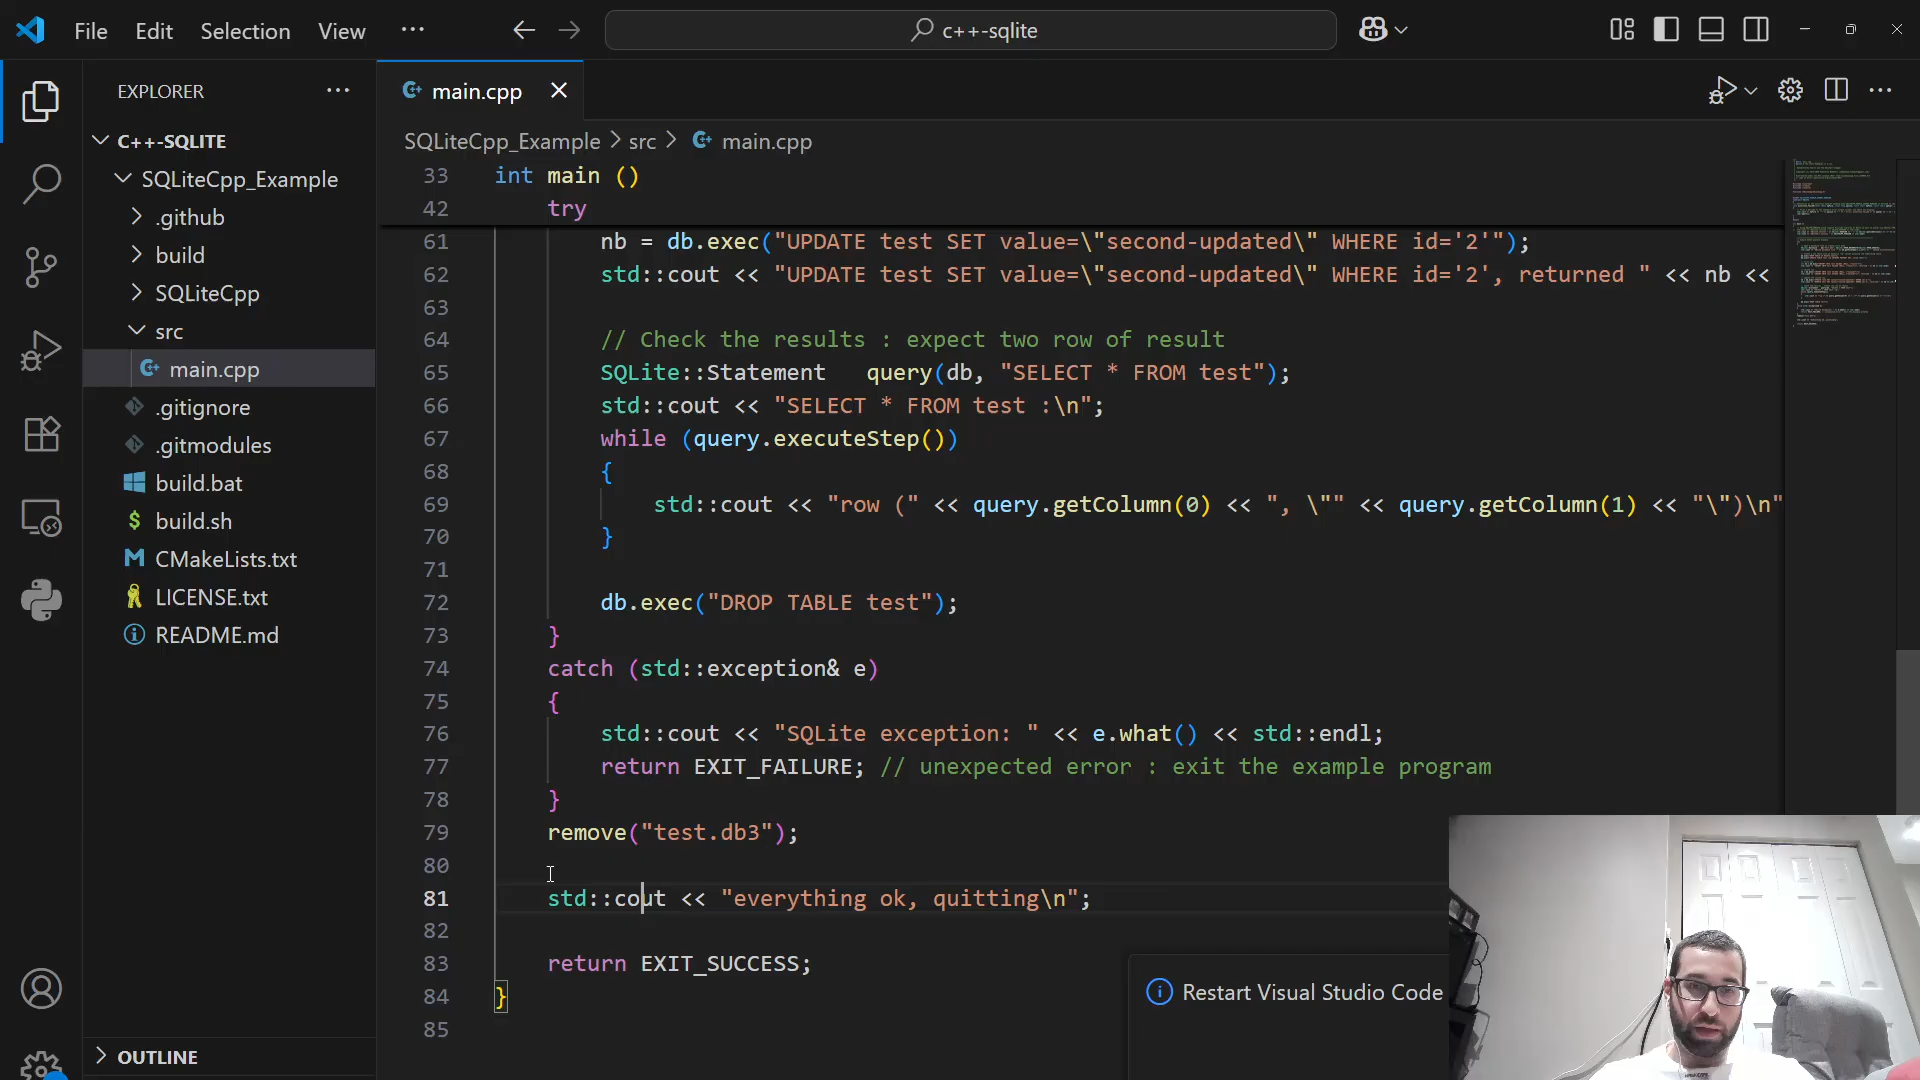 File Edit Selection View ··· c++-sqlite
EXPLORER ···
C++-SQLITE
SQLiteCpp_Example
.github
build
SQLiteCpp
src
main.cpp
.gitignore
.gitmodules
build.bat
build.sh
CMakeLists.txt
LICENSE.txt
README.md
OUTLINE
main.cpp
SQLiteCpp_Example > src > main.cpp
33 int main ()
42 try
61 nb = db.exec("UPDATE test SET value=\"second-updated\" WHERE id='2'");
62 std::cout << "UPDATE test SET value=\"second-updated\" WHERE id='2', returned " << nb <<
63
64 // Check the results : expect two row of result
65 SQLite::Statement   query(db, "SELECT * FROM test");
66 std::cout << "SELECT * FROM test :\n";
67 while (query.executeStep())
68 {
69 std::cout << "row (" << query.getColumn(0) << ", \"" << query.getColumn(1) << "\")\n"
70 }
71
72 db.exec("DROP TABLE test");
73 }
74 catch (std::exception& e)
75 {
76 std::cout << "SQLite exception: " << e.what() << std::endl;
77 return EXIT_FAILURE; // unexpected error : exit the example program
78 }
79 remove("test.db3");
80
81 std::cout << "everything ok, quitting\n";
82
83 return EXIT_SUCCESS;
84 }
85
Restart Visual Studio Code